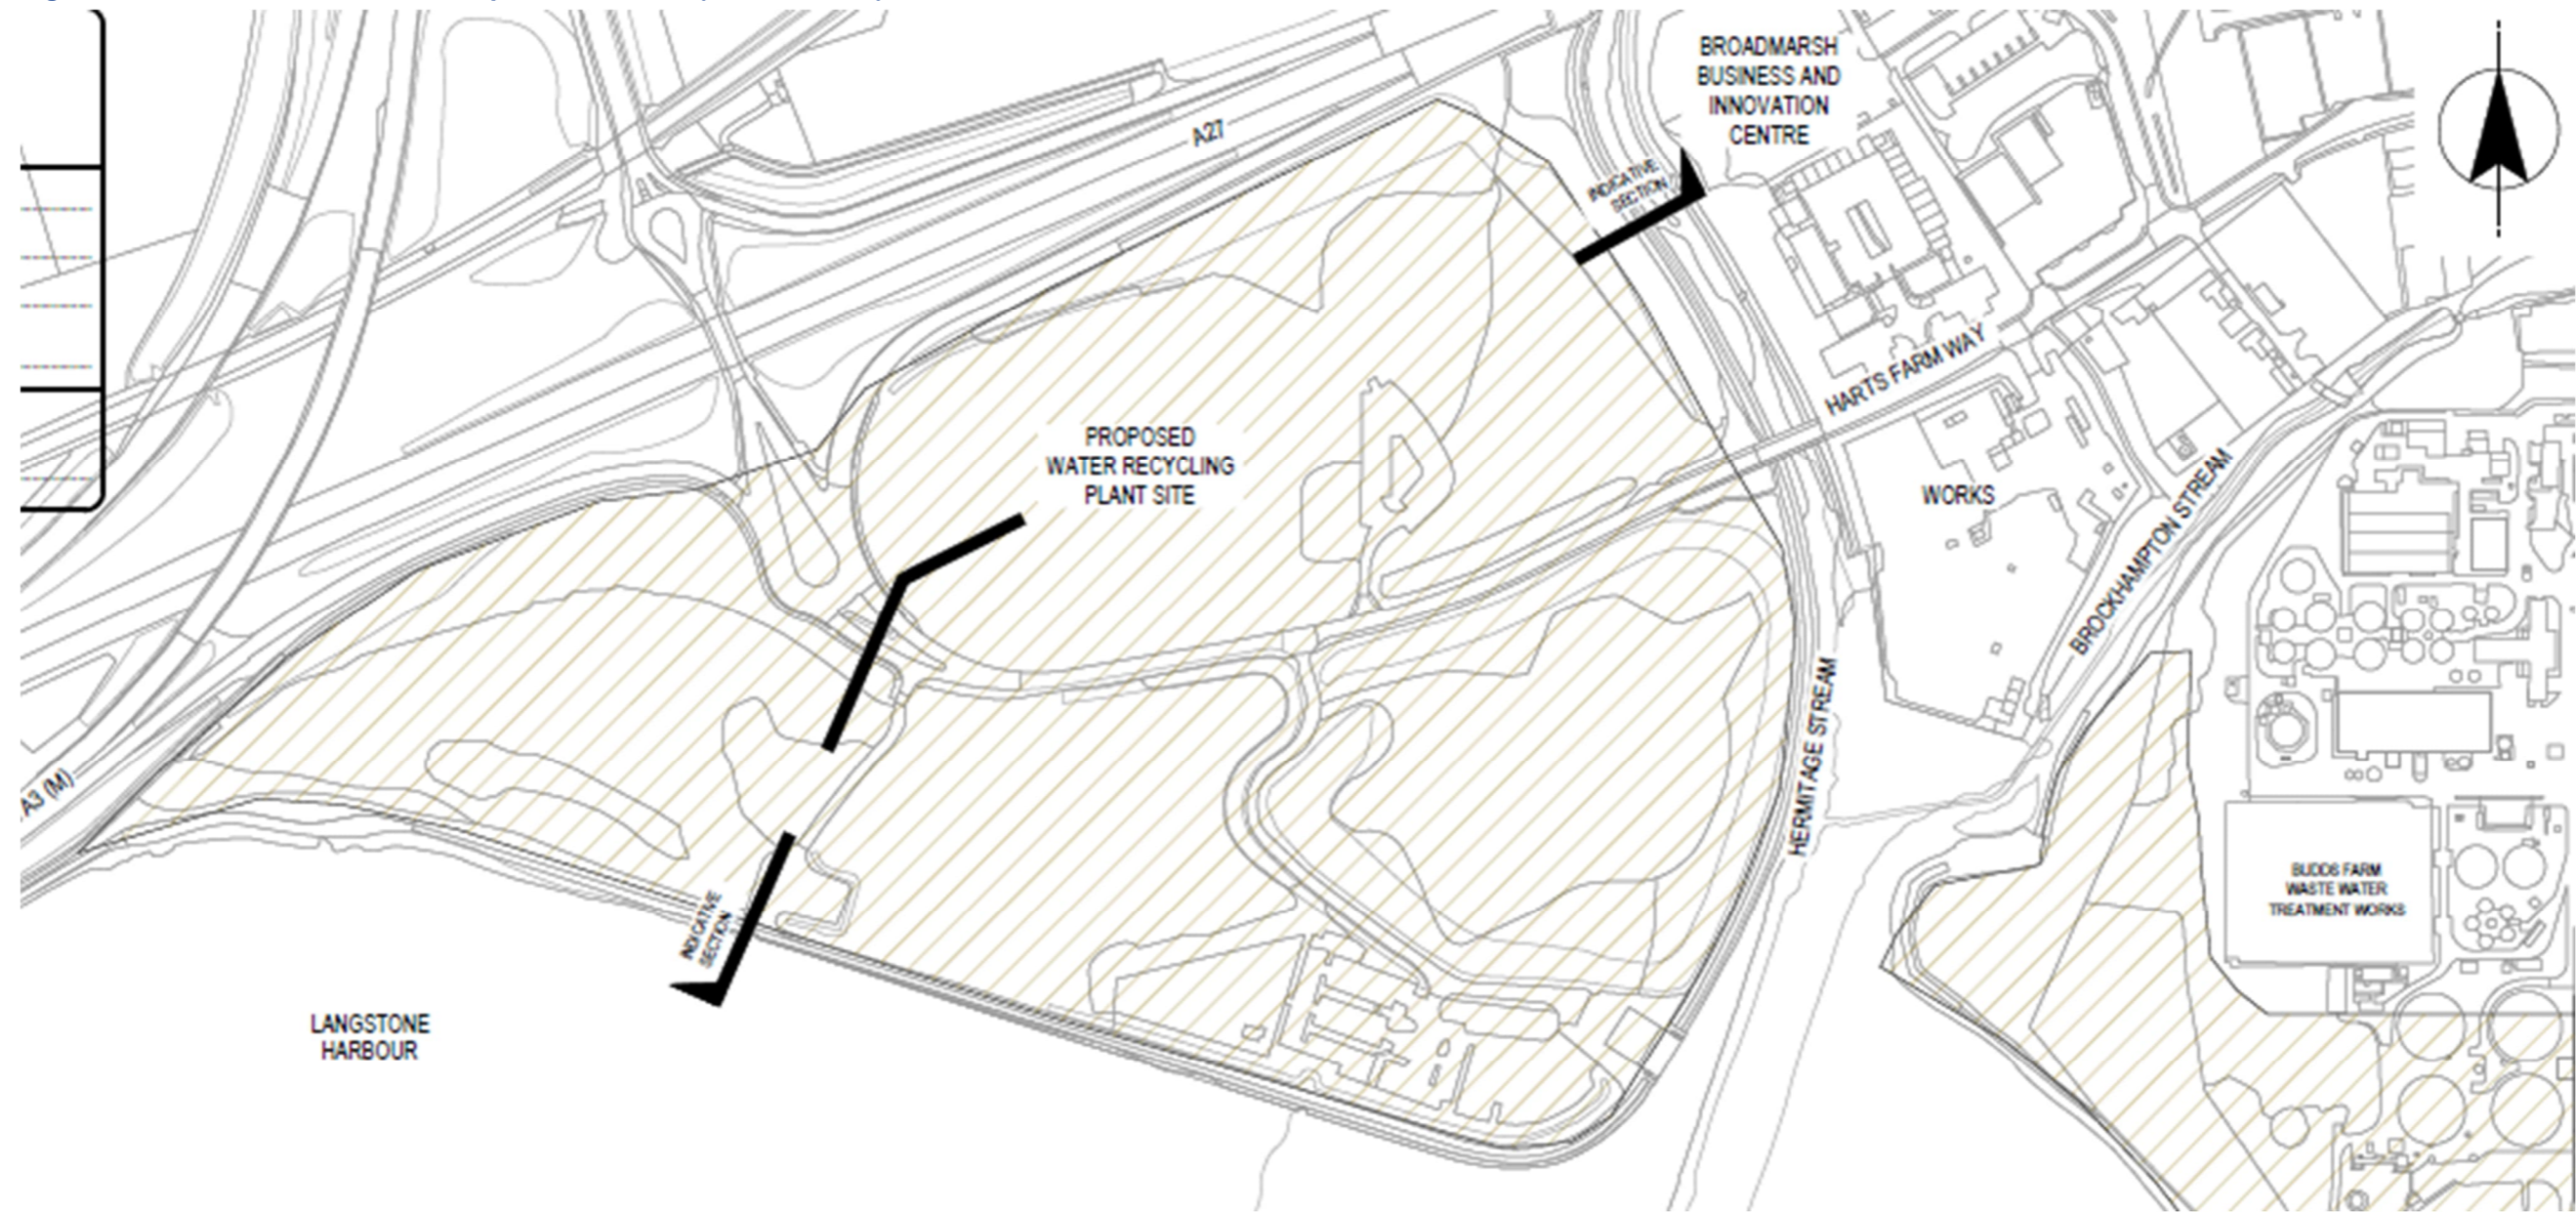 BROADMARSH
BUSINESS AND
INNOVATION
CENTRE
A27
INDICATIVE
SECTION
HARTS FARM WAY
PROPOSED
WATER RECYCLING
PLANT SITE
WORKS
BROCKHAMPTON STREAM
HERMITAGE STREAM
A3 (M)
BUDDS FARM
WASTE WATER
TREATMENT WORKS
INDICATIVE
SECTION
LANGSTONE
HARBOUR